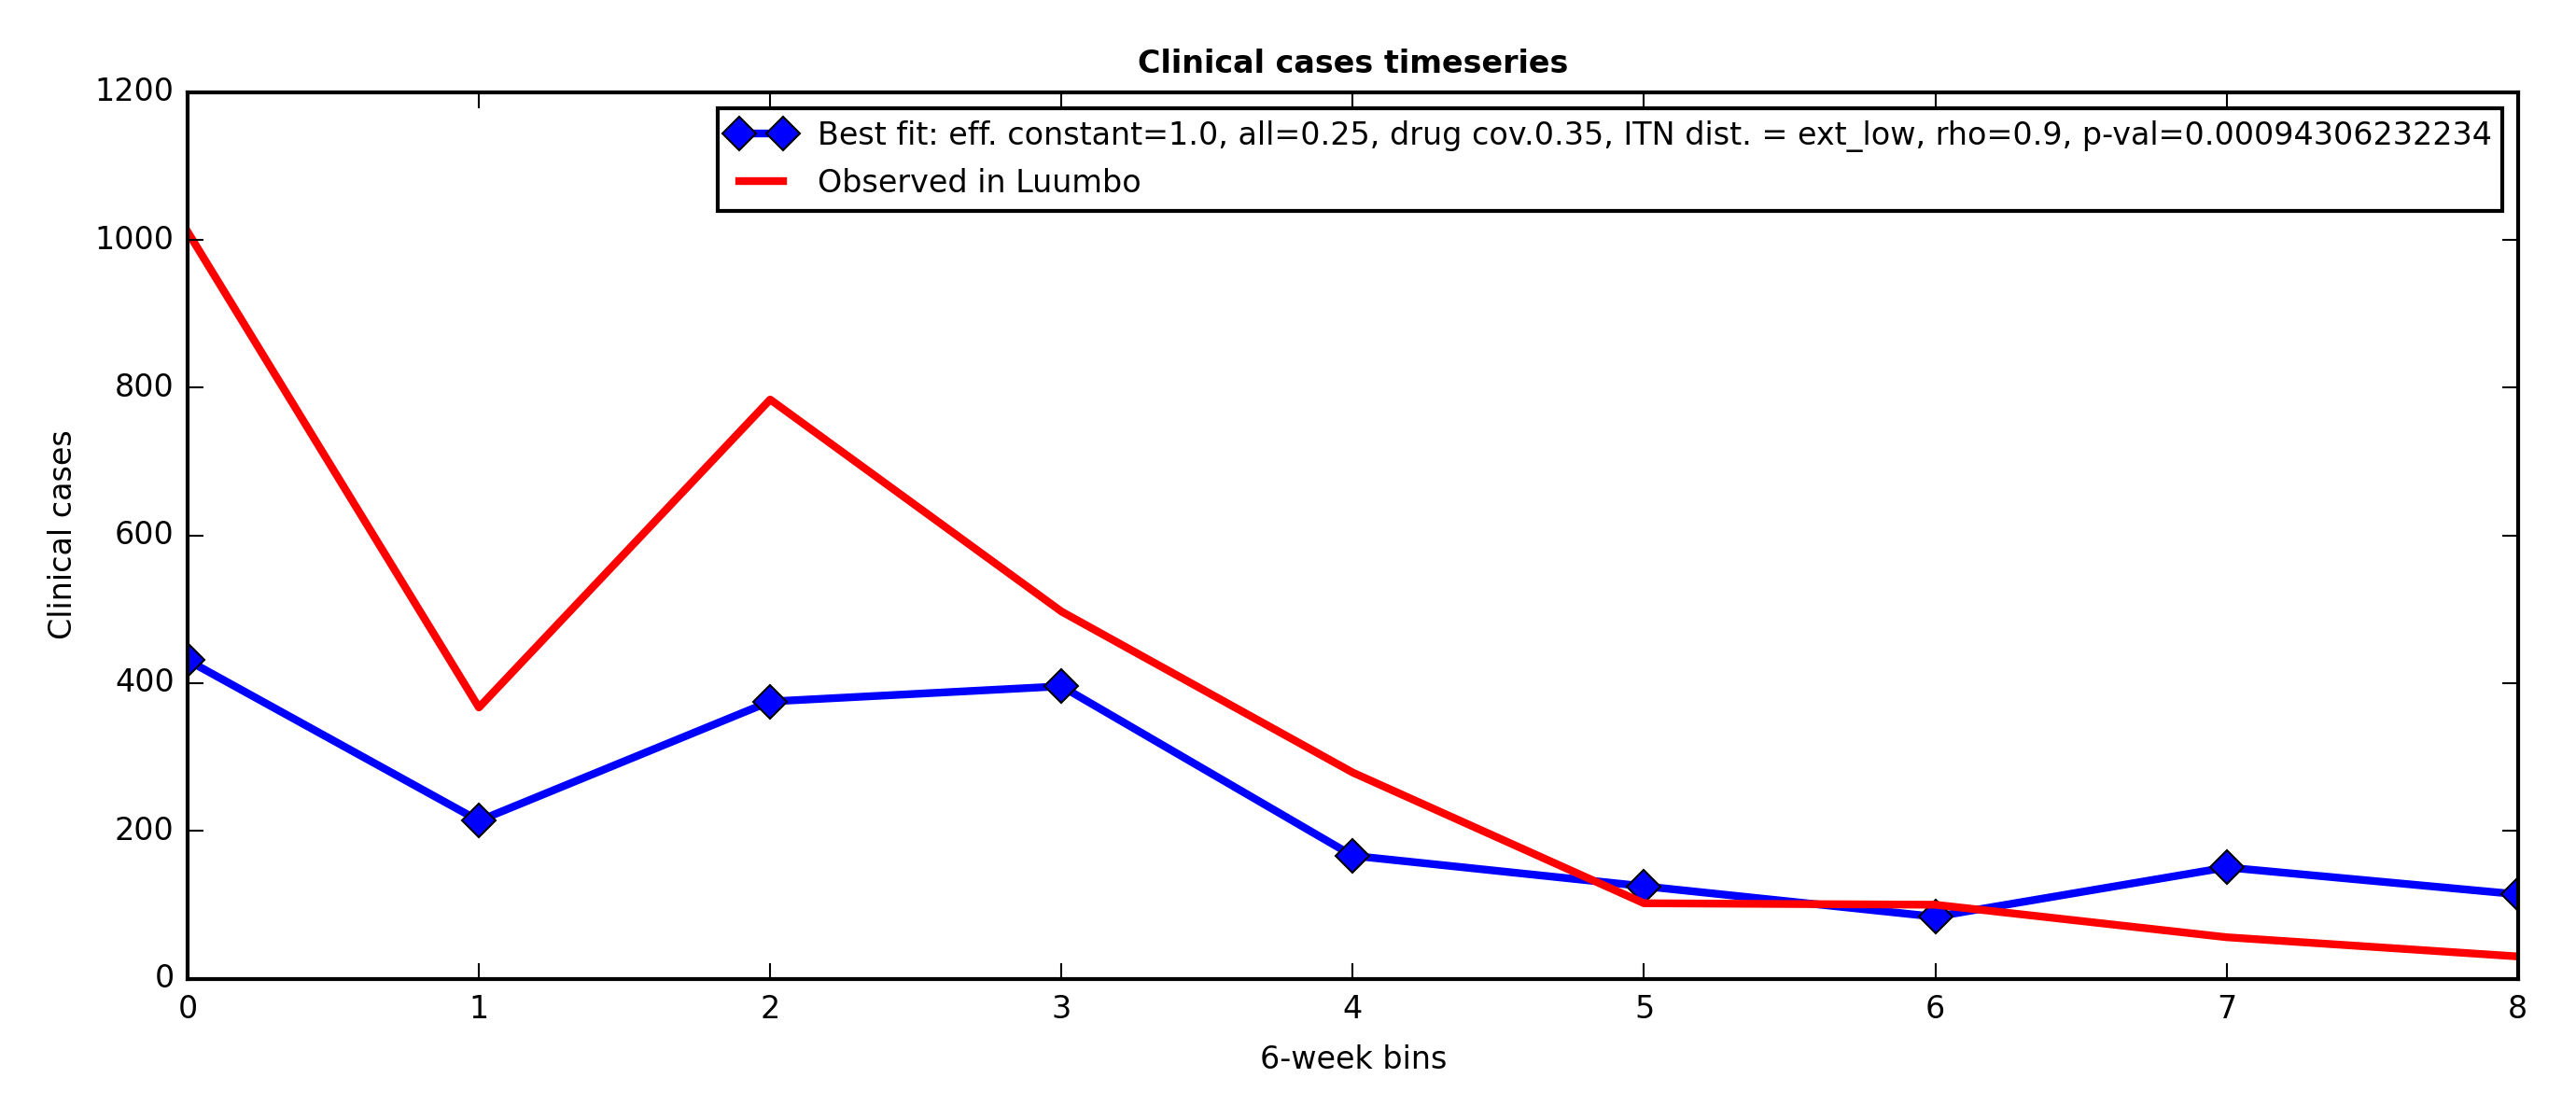 Clinical cases timeseries
1200
1000
800
600
400
200
0
Clinical cases
Best fit: eff. constant=1.0, all=0.25, drug cov.0.35, ITN dist. = ext_low, rho=0.9, p-val=0.00094306232234
Observed in Luumbo
0 1 2 3 4 5 6 7 8
6-week bins